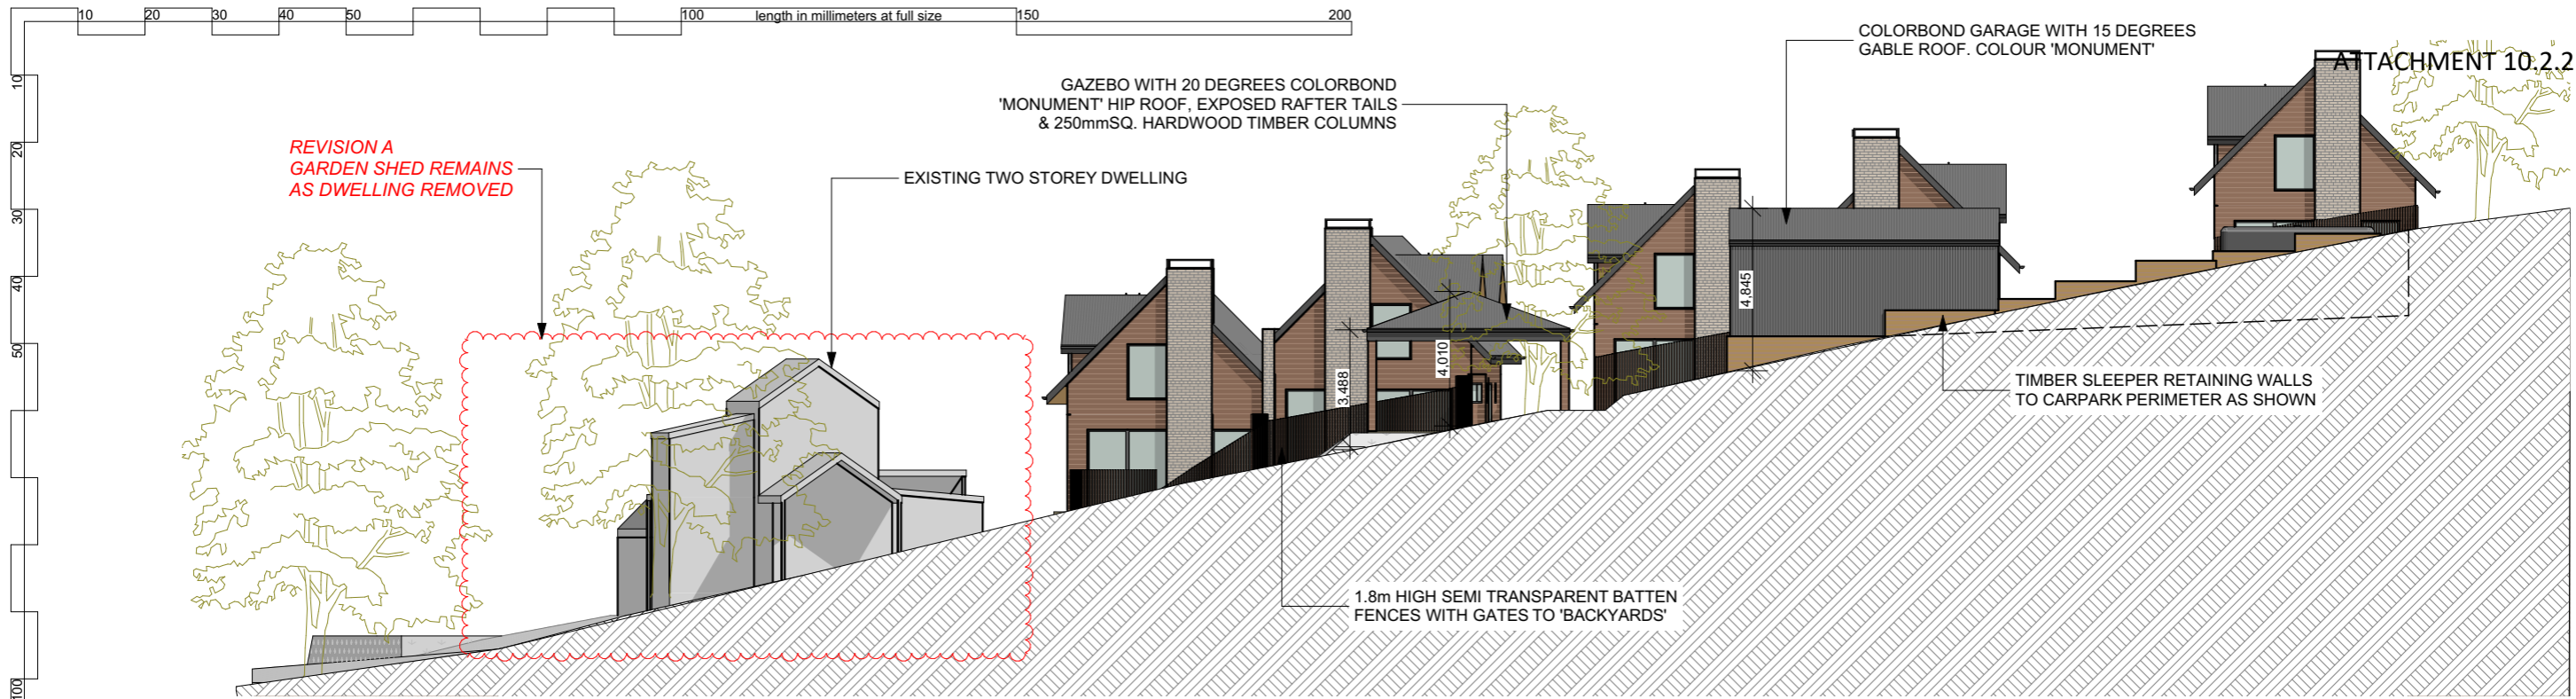 10 20 30 40 50 100 length in millimeters at full size 150 200
10
20
30
40
50
100
ATTACHMENT 10.2.2
COLORBOND GARAGE WITH 15 DEGREES
GABLE ROOF. COLOUR 'MONUMENT'
GAZEBO WITH 20 DEGREES COLORBOND
'MONUMENT' HIP ROOF, EXPOSED RAFTER TAILS
& 250mmSQ. HARDWOOD TIMBER COLUMNS
REVISION A
GARDEN SHED REMAINS
AS DWELLING REMOVED
EXISTING TWO STOREY DWELLING
4,845
4,010
3,488
TIMBER SLEEPER RETAINING WALLS
TO CARPARK PERIMETER AS SHOWN
1.8m HIGH SEMI TRANSPARENT BATTEN
FENCES WITH GATES TO 'BACKYARDS'